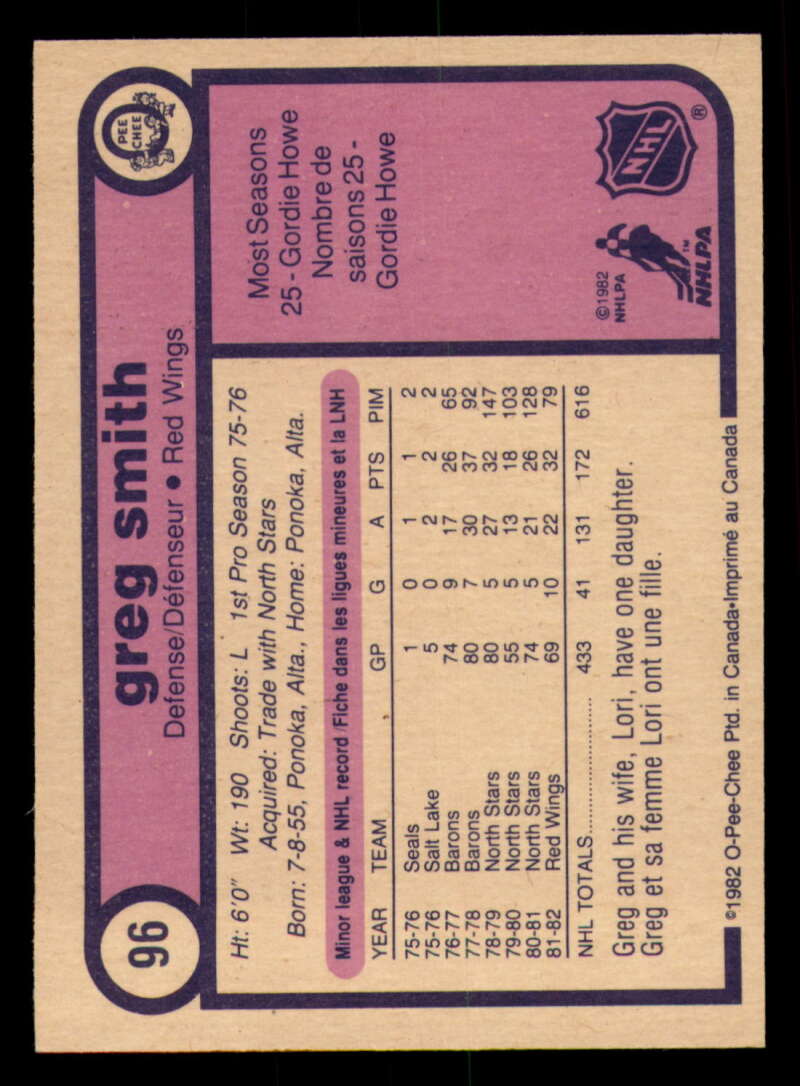 96
greg smith
Defense/Défenseur • Red Wings
PEE
CHEE
Ht: 6'0" Wt: 190 Shoots: L 1st Pro Season 75-76
Acquired: Trade with North Stars
Born: 7-8-55, Ponoka, Alta., Home: Ponoka, Alta.
Minor league & NHL record/Fiche dans les ligues mineures et la LNH
YEAR TEAM GP G A PTS PIM
75-76 Seals 1 0 1 1 2
75-76 Salt Lake 5 0 2 2 2
76-77 Barons 74 9 17 26 65
77-78 Barons 80 7 30 37 92
78-79 North Stars 80 5 27 32 147
79-80 North Stars 55 5 13 18 103
80-81 North Stars 74 5 21 26 128
81-82 Red Wings 69 10 22 32 79
NHL TOTALS.................... 433 41 131 172 616
Greg and his wife, Lori, have one daughter.
Greg et sa femme Lori ont une fille.
Most Seasons
25 - Gordie Howe
Nombre de
saisons 25 -
Gordie Howe
NHL
®
©1982
NHLPA
TM
NHLPA
©1982 O-Pee-Chee Ptd. in Canada•Imprimé au Canada